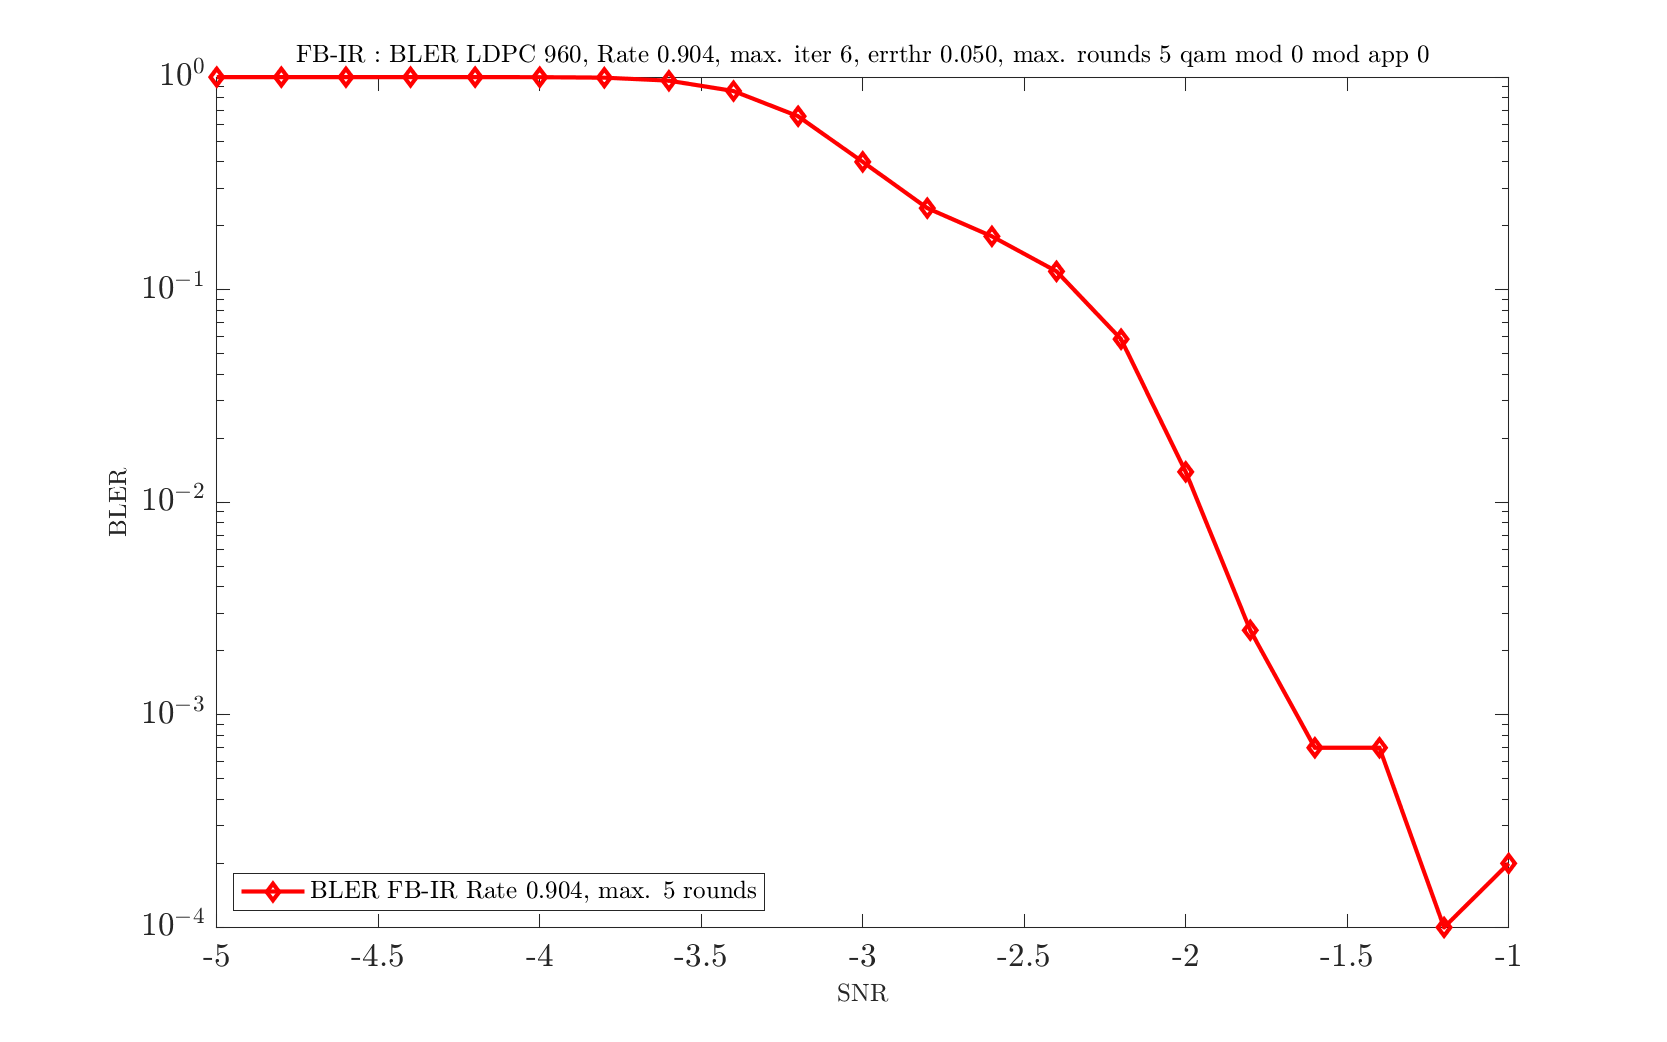 FB-IR : BLER LDPC 960, Rate 0.904, max. iter 6, errthr 0.050, max. rounds 5 qam mod 0 mod app 0
10^0
10^-1
10^-2
10^-3
10^-4
BLER
BLER FB-IR Rate 0.904, max. 5 rounds
-5 -4.5 -4 -3.5 -3 -2.5 -2 -1.5 -1
SNR